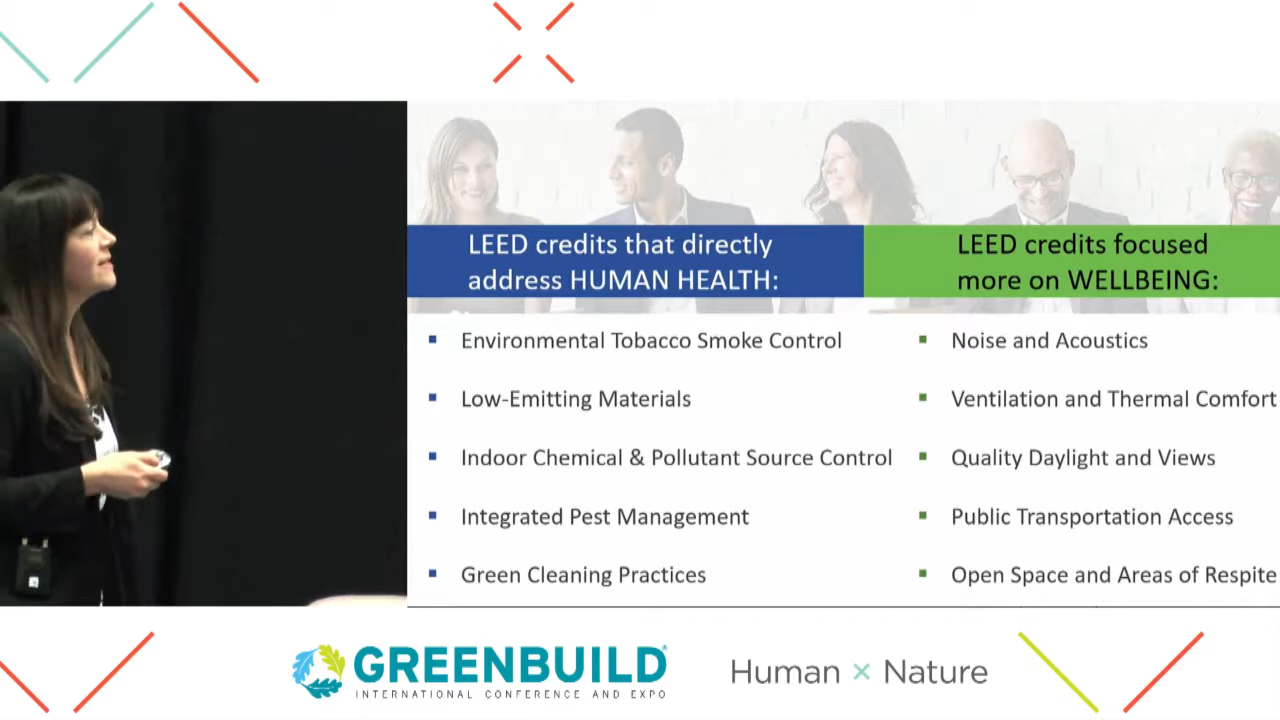 LEED credits that directly
address HUMAN HEALTH:
LEED credits focused
more on WELLBEING:
▪ Environmental Tobacco Smoke Control
▪ Low-Emitting Materials
▪ Indoor Chemical & Pollutant Source Control
▪ Integrated Pest Management
▪ Green Cleaning Practices
▪ Noise and Acoustics
▪ Ventilation and Thermal Comfort
▪ Quality Daylight and Views
▪ Public Transportation Access
▪ Open Space and Areas of Respite
GREENBUILD®
INTERNATIONAL CONFERENCE AND EXPO
Human × Nature